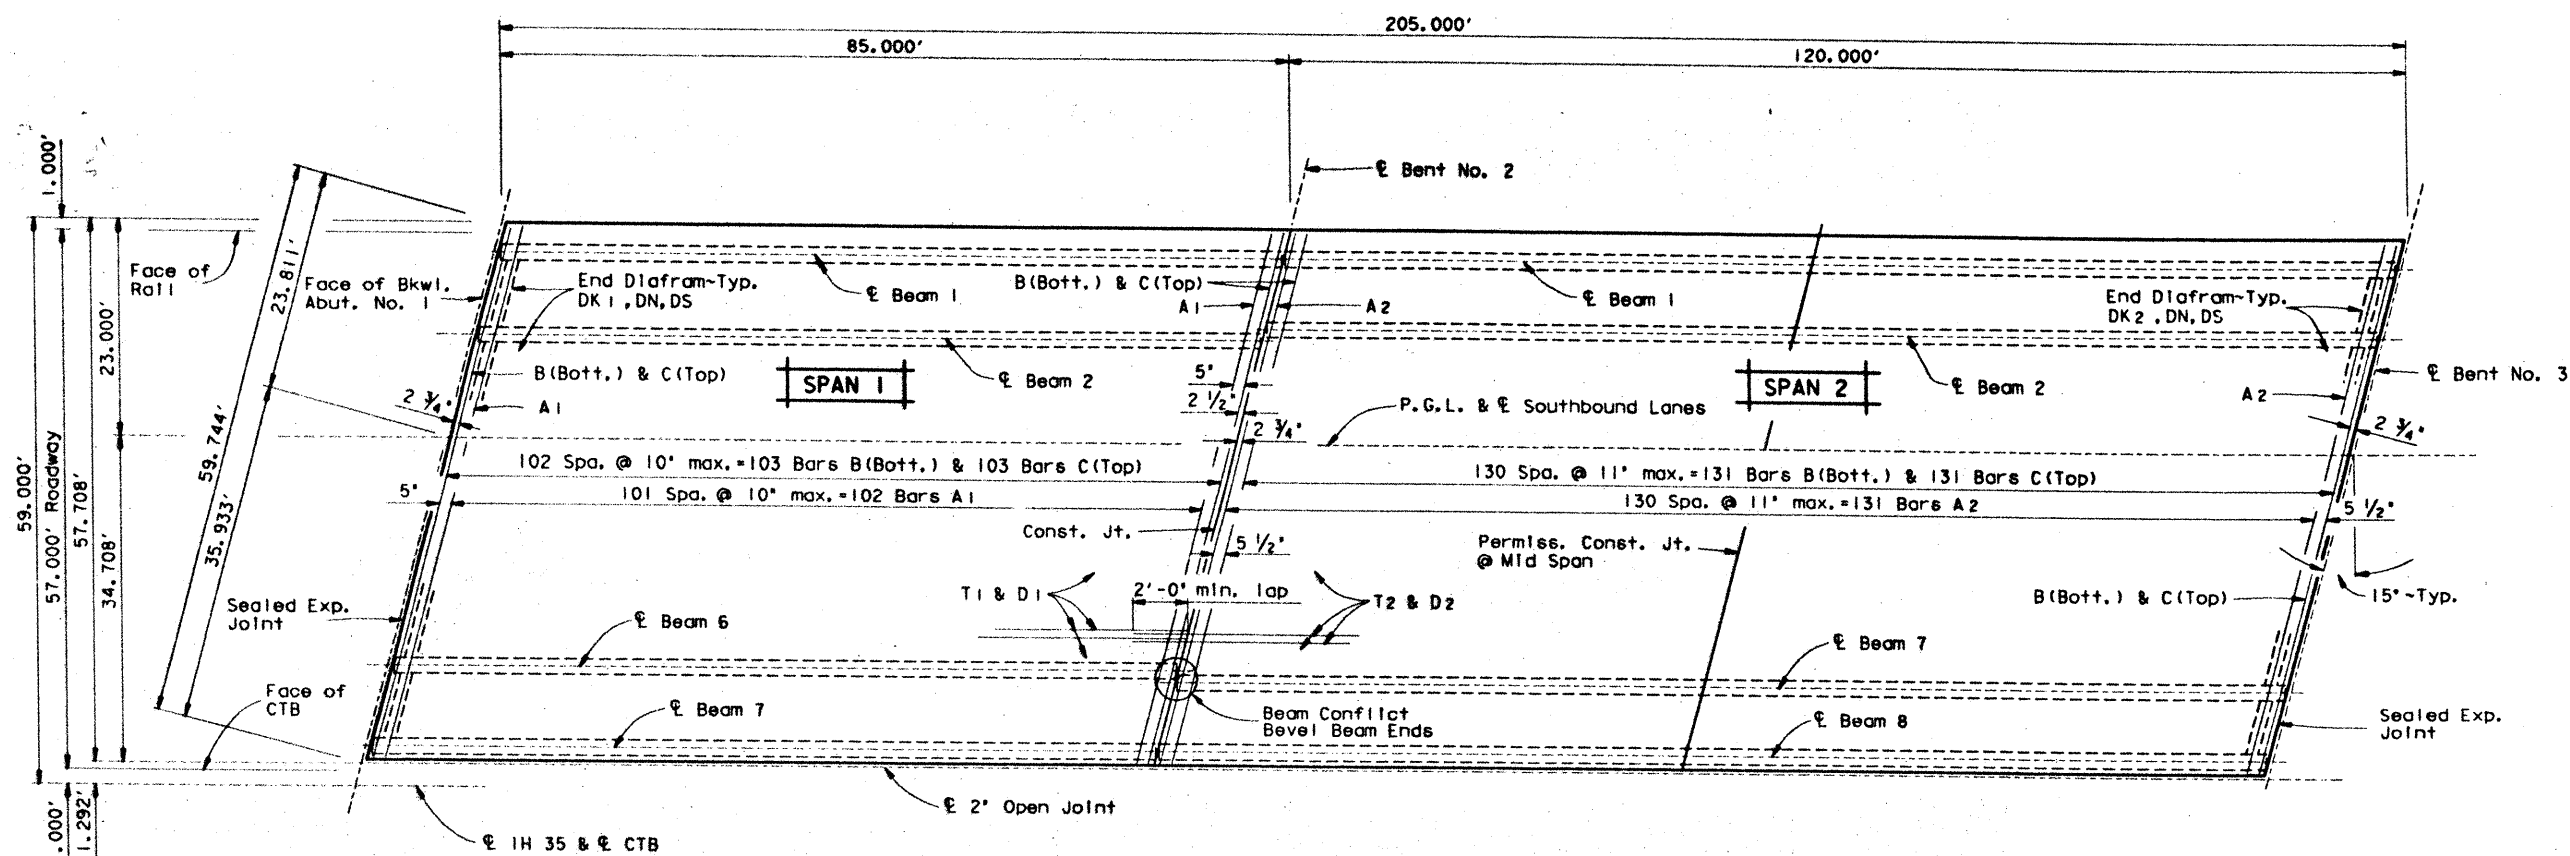 205.000'
85.000'
120.000'
1.000'
℄ Bent No. 2
59.744'
23.811'
35.933'
59.000'
57.000' Roadway
57.708'
23.000'
34.708'
Face of
Rail
Face of Bkwl.
Abut. No. 1
End Diafram~Typ.
DK1,DN,DS
℄ Beam 1
B(Bott.) & C(Top)
A1
A2
℄ Beam 1
End Diafram~Typ.
DK2,DN,DS
B(Bott.) & C(Top)
A1
2 3/4"
SPAN 1
℄ Beam 2
5"
2 1/2"
2 3/4"
P.G.L. & ℄ Southbound Lanes
SPAN 2
℄ Beam 2
A2
℄ Bent No. 3
2 3/4"
102 Spa. @ 10" max.=103 Bars B(Bott.) & 103 Bars C(Top)
130 Spa. @ 11" max.=131 Bars B(Bott.) & 131 Bars C(Top)
5"
101 Spa. @ 10" max.=102 Bars A1
130 Spa. @ 11" max.=131 Bars A2
5 1/2"
Const. Jt.
5 1/2"
Permiss. Const. Jt.
@ Mid Span
T1 & D1
2'-0" min. lap
T2 & D2
B(Bott.) & C(Top)
15°~Typ.
Sealed Exp.
Joint
℄ Beam 6
℄ Beam 7
Face of
CTB
℄ Beam 7
Beam Conflict
Bevel Beam Ends
℄ Beam 8
Sealed Exp.
Joint
℄ 2" Open Joint
.000'
1.292'
℄ IH 35 & ℄ CTB